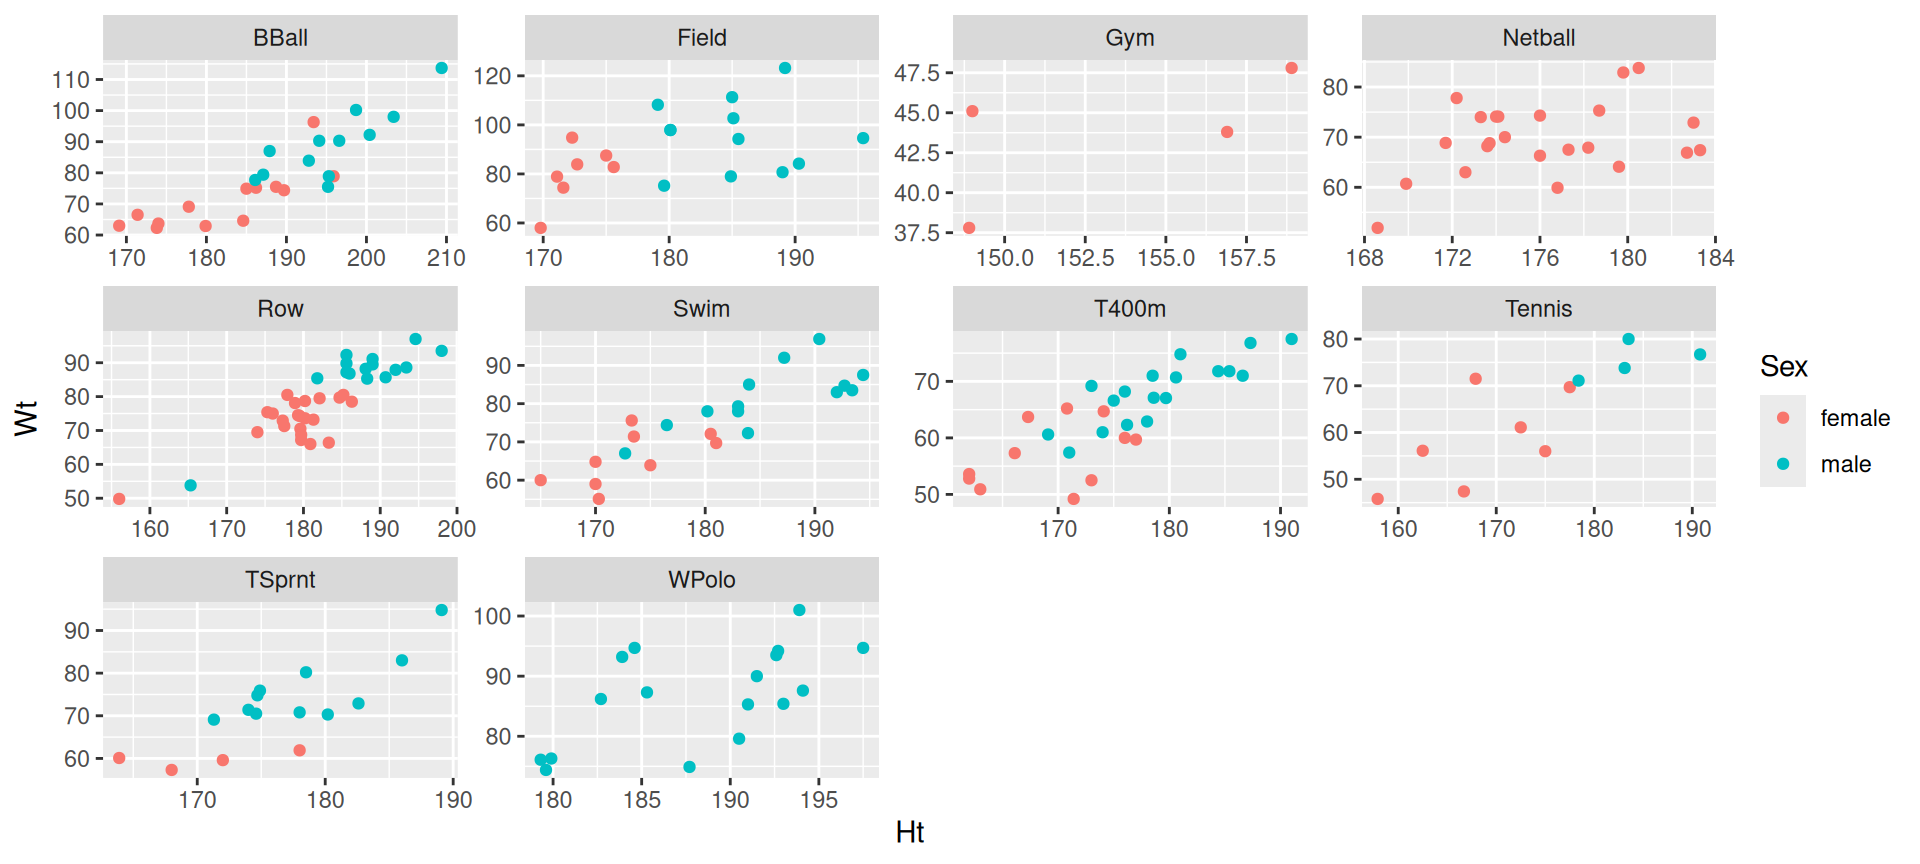 BBall Field Gym Netball
110
100
90
80
70
60
170 180 190 200 210
120
100
80
60
170 180 190
47.5
45.0
42.5
40.0
37.5
150.0 152.5 155.0 157.5
80
70
60
168 172 176 180 184
Row Swim T400m Tennis
90
80
70
60
50
160 170 180 190 200
90
80
70
60
170 180 190
70
60
50
170 180 190
80
70
60
50
160 170 180 190
TSprnt WPolo
90
80
70
60
170 180 190
100
90
80
180 185 190 195
Wt
Ht
Sex
female
male